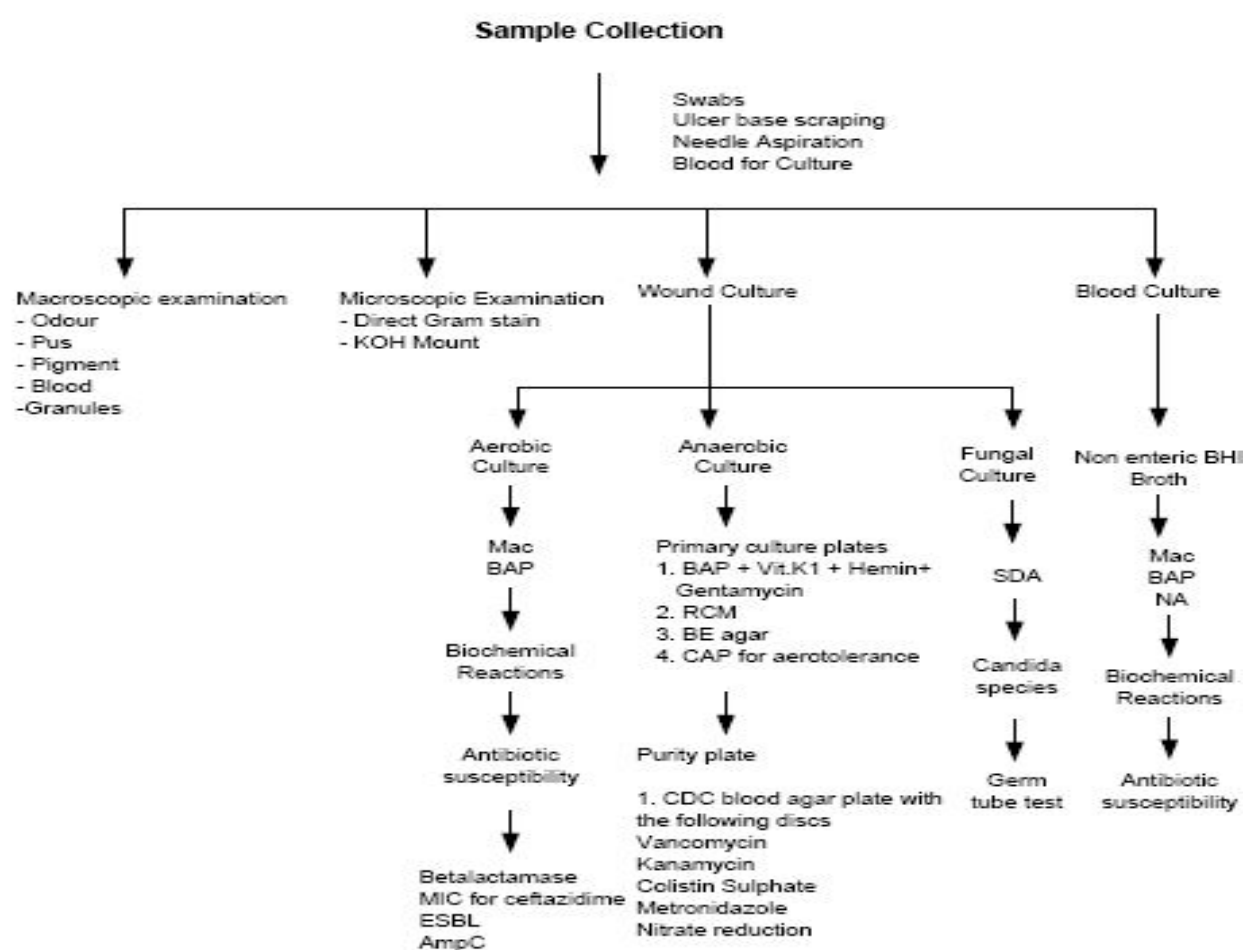 Sample Collection
Swabs
Ulcer base scraping
Needle Aspiration
Blood for Culture
Macroscopic examination
- Odour
- Pus
- Pigment
- Blood
-Granules
Microscopic Examination
- Direct Gram stain
- KOH Mount
Wound Culture
Blood Culture
Aerobic
Culture
Mac
BAP
Biochemical
Reactions
Antibiotic
susceptibility
Betalactamase
MIC for ceftazidime
ESBL
AmpC
Anaerobic
Culture
Primary culture plates
1. BAP + Vit.K1 + Hemin+
Gentamycin
2. RCM
3. BE agar
4. CAP for aerotolerance
Purity plate
1. CDC blood agar plate with
the following discs
Vancomycin
Kanamycin
Colistin Sulphate
Metronidazole
Nitrate reduction
Fungal
Culture
SDA
Candida
species
Germ
tube test
Non enteric BHI
Broth
Mac
BAP
NA
Biochemical
Reactions
Antibiotic
susceptibility